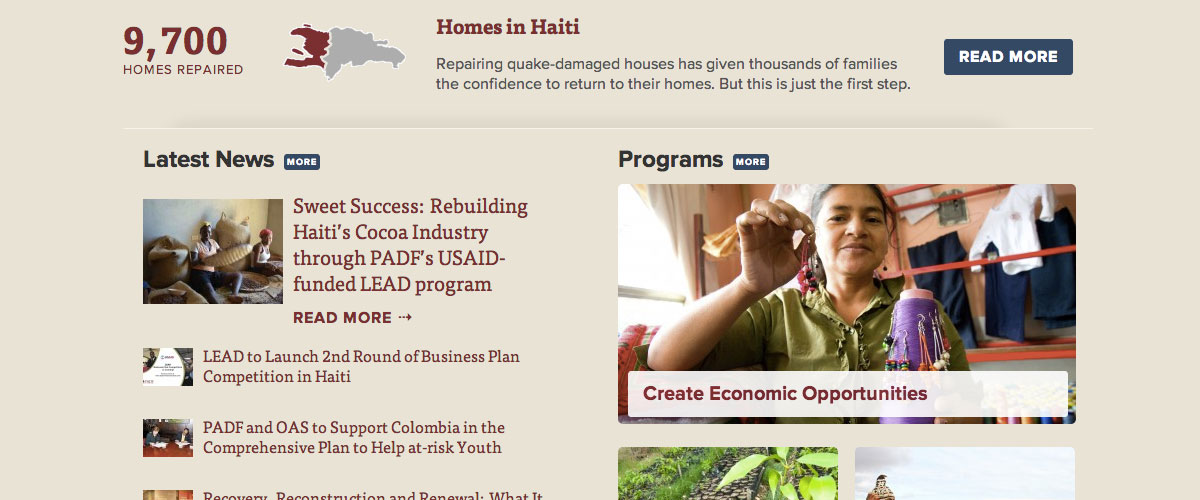 9,700
HOMES REPAIRED
Homes in Haiti
Repairing quake-damaged houses has given thousands of families
the confidence to return to their homes. But this is just the first step.
READ MORE
Latest News MORE
Sweet Success: Rebuilding
Haiti's Cocoa Industry
through PADF's USAID-
funded LEAD program
READ MORE ⇢
LEAD to Launch 2nd Round of Business Plan
Competition in Haiti
PADF and OAS to Support Colombia in the
Comprehensive Plan to Help at-risk Youth
Recovery, Reconstruction and Renewal: What It
Programs MORE
Create Economic Opportunities